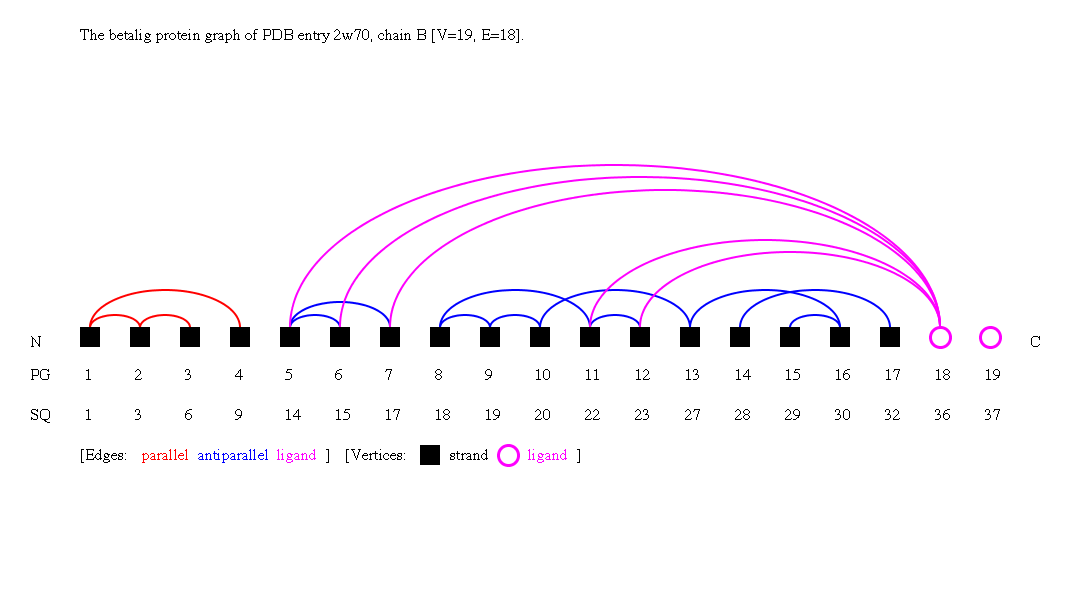 The betalig protein graph of PDB entry 2w70, chain B [V=19, E=18].
N C
PG 1 2 3 4 5 6 7 8 9 10 11 12 13 14 15 16 17 18 19
SQ 1 3 6 9 14 15 17 18 19 20 22 23 27 28 29 30 32 36 37
[Edges: parallel antiparallel ligand ] [Vertices: strand ligand ]